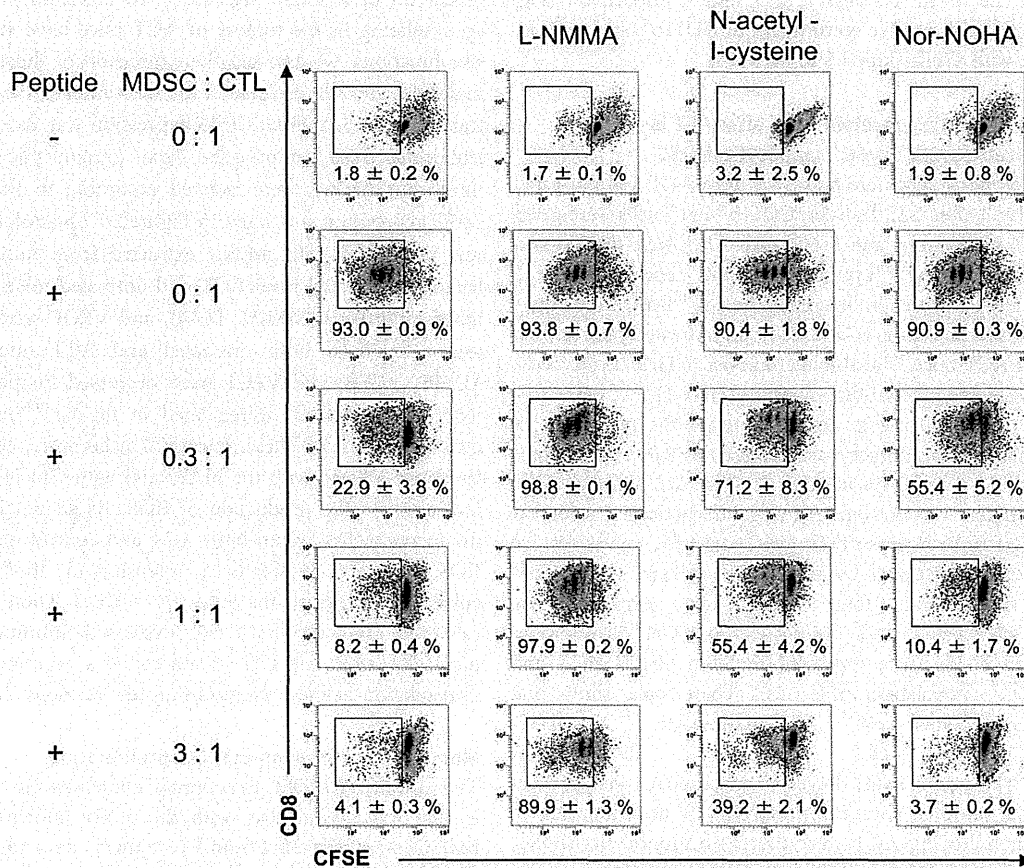 L-NMMA
N-acetyl -
l-cysteine
Nor-NOHA
Peptide MDSC : CTL
- 0 : 1
1.8 ± 0.2 % 1.7 ± 0.1 % 3.2 ± 2.5 % 1.9 ± 0.8 %
+ 0 : 1
93.0 ± 0.9 % 93.8 ± 0.7 % 90.4 ± 1.8 % 90.9 ± 0.3 %
+ 0.3 : 1
22.9 ± 3.8 % 98.8 ± 0.1 % 71.2 ± 8.3 % 55.4 ± 5.2 %
+ 1 : 1
8.2 ± 0.4 % 97.9 ± 0.2 % 55.4 ± 4.2 % 10.4 ± 1.7 %
+ 3 : 1
4.1 ± 0.3 % 89.9 ± 1.3 % 39.2 ± 2.1 % 3.7 ± 0.2 %
CD8
CFSE